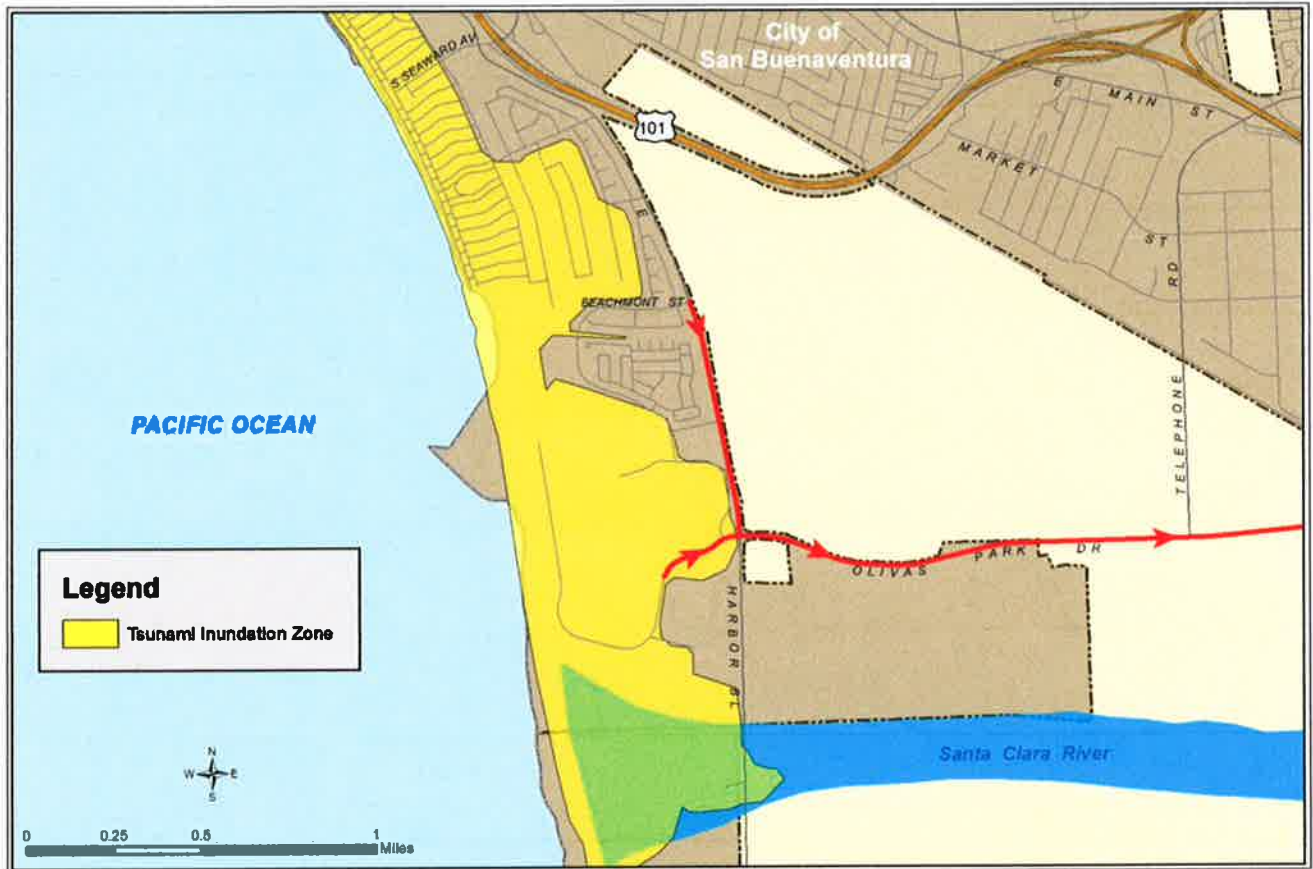 City of
San Buenaventura
S SEAWARD AV
101
E MAIN ST
MARKET ST
E
BEACHMONT ST
TELEPHONE RD
PACIFIC OCEAN
OLIVAS PARK DR
HARBOR BL
Legend
Tsunami Inundation Zone
Santa Clara River
N
W E
S
0 0.25 0.5 1
Miles